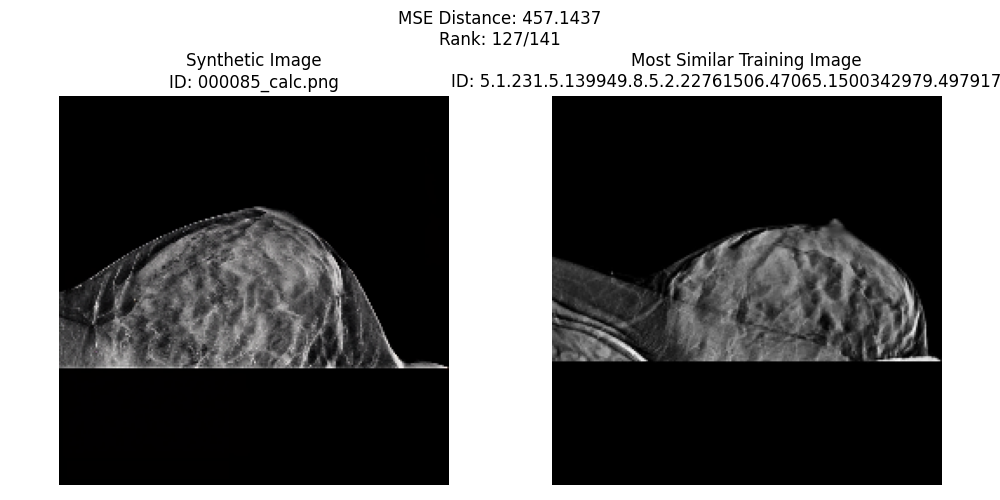 MSE Distance: 457.1437
Rank: 127/141
Synthetic Image
ID: 000085_calc.png
Most Similar Training Image
ID: 5.1.231.5.139949.8.5.2.22761506.47065.1500342979.497917